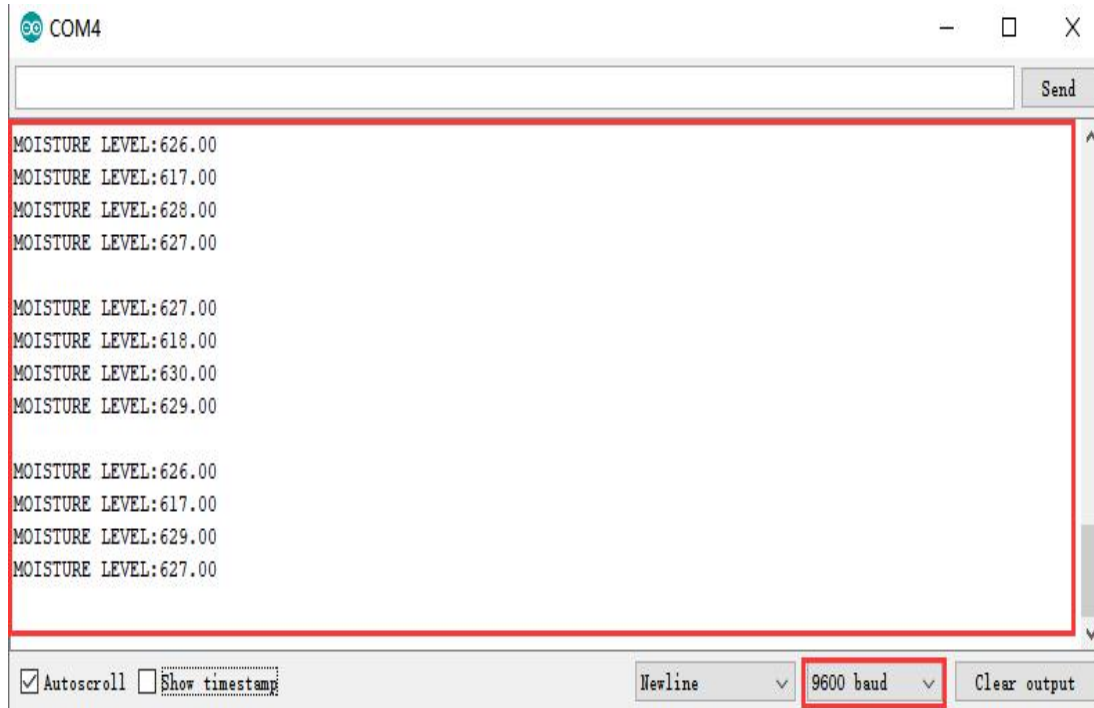 COM4
Send
MOISTURE LEVEL:626.00
MOISTURE LEVEL:617.00
MOISTURE LEVEL:628.00
MOISTURE LEVEL:627.00
MOISTURE LEVEL:627.00
MOISTURE LEVEL:618.00
MOISTURE LEVEL:630.00
MOISTURE LEVEL:629.00
MOISTURE LEVEL:626.00
MOISTURE LEVEL:617.00
MOISTURE LEVEL:629.00
MOISTURE LEVEL:627.00
Autoscroll Show timestamp Newline 9600 baud Clear output